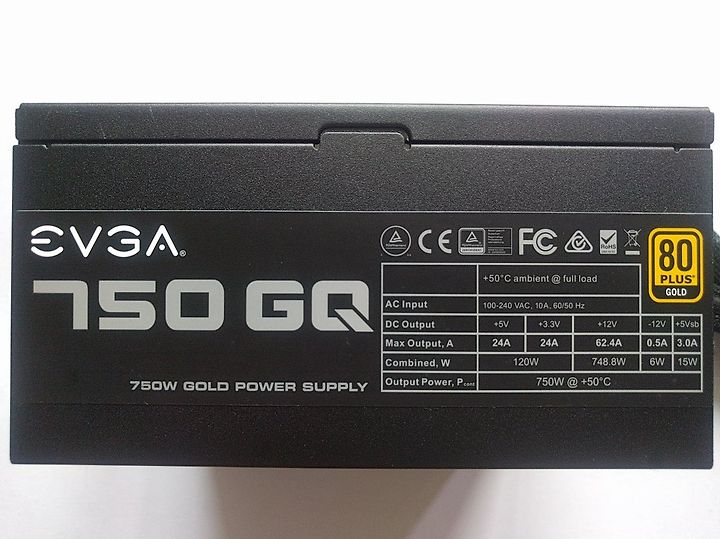 EVGA®
750 GQ
750W GOLD POWER SUPPLY
CE
FC
RoHS
80
PLUS®
GOLD
+50°C ambient @ full load
AC Input 100-240 VAC, 10A, 60/50 Hz
DC Output +5V +3.3V +12V -12V +5Vsb
Max Output, A 24A 24A 62.4A 0.5A 3.0A
Combined, W 120W 748.8W 6W 15W
Output Power, Pcont 750W @ +50°C